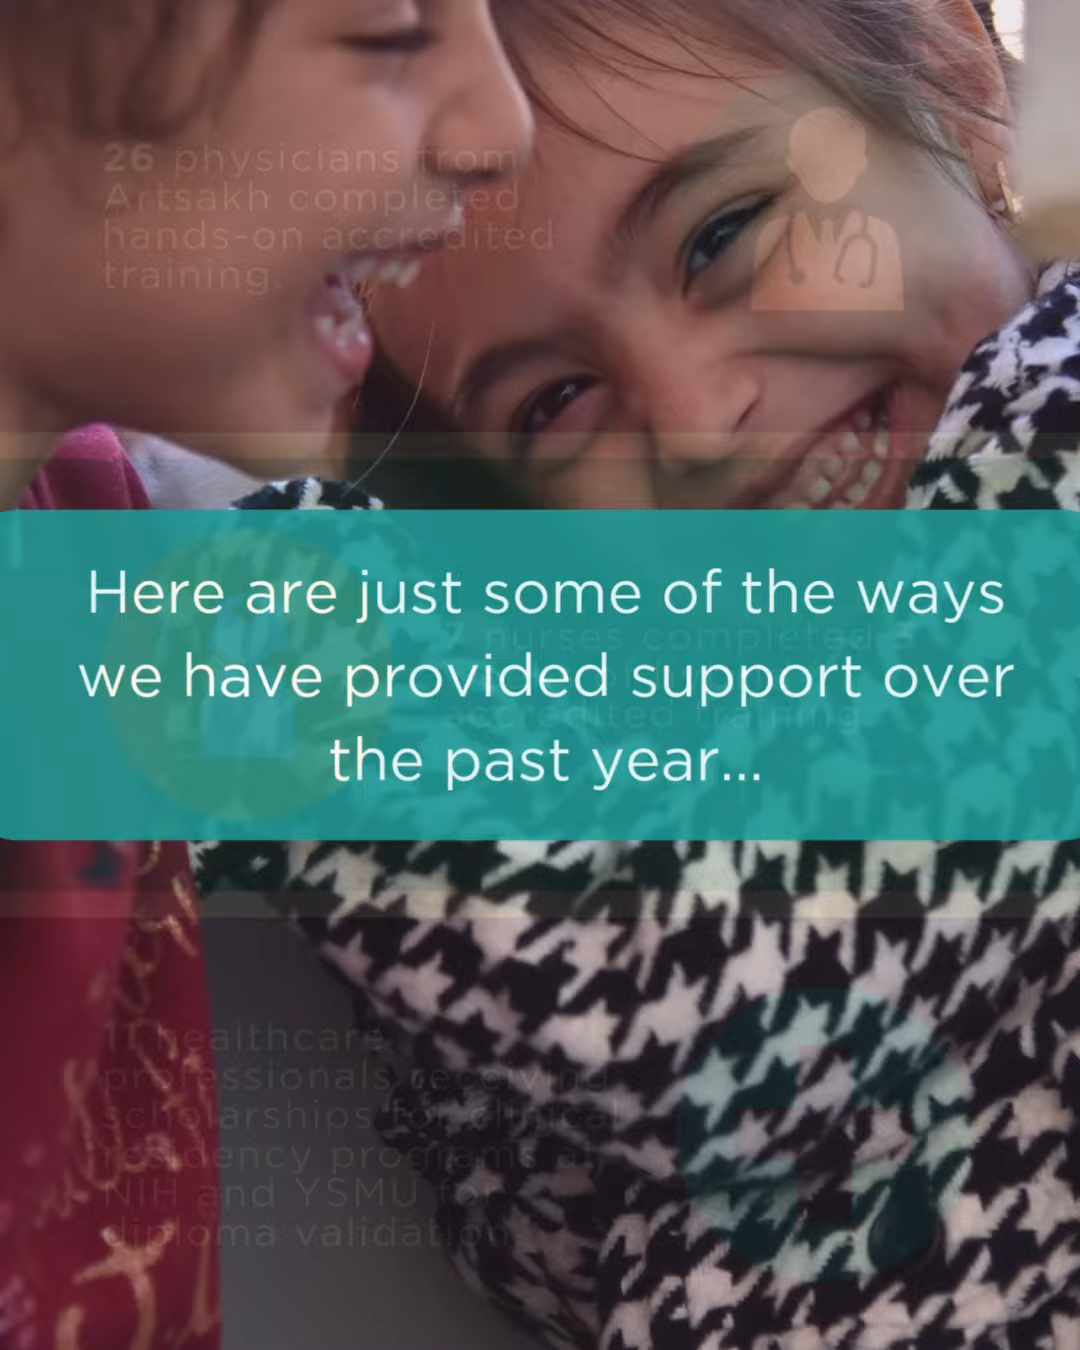 26 physicians from
Artsakh completed
hands-on accredited
training.
Here are just some of the ways
we have provided support over
the past year...
nurses completed
accredited training
11 healthcare
professionals receiving
scholarships for clinical
residency programs at
NIH and YSMU for
diploma validation